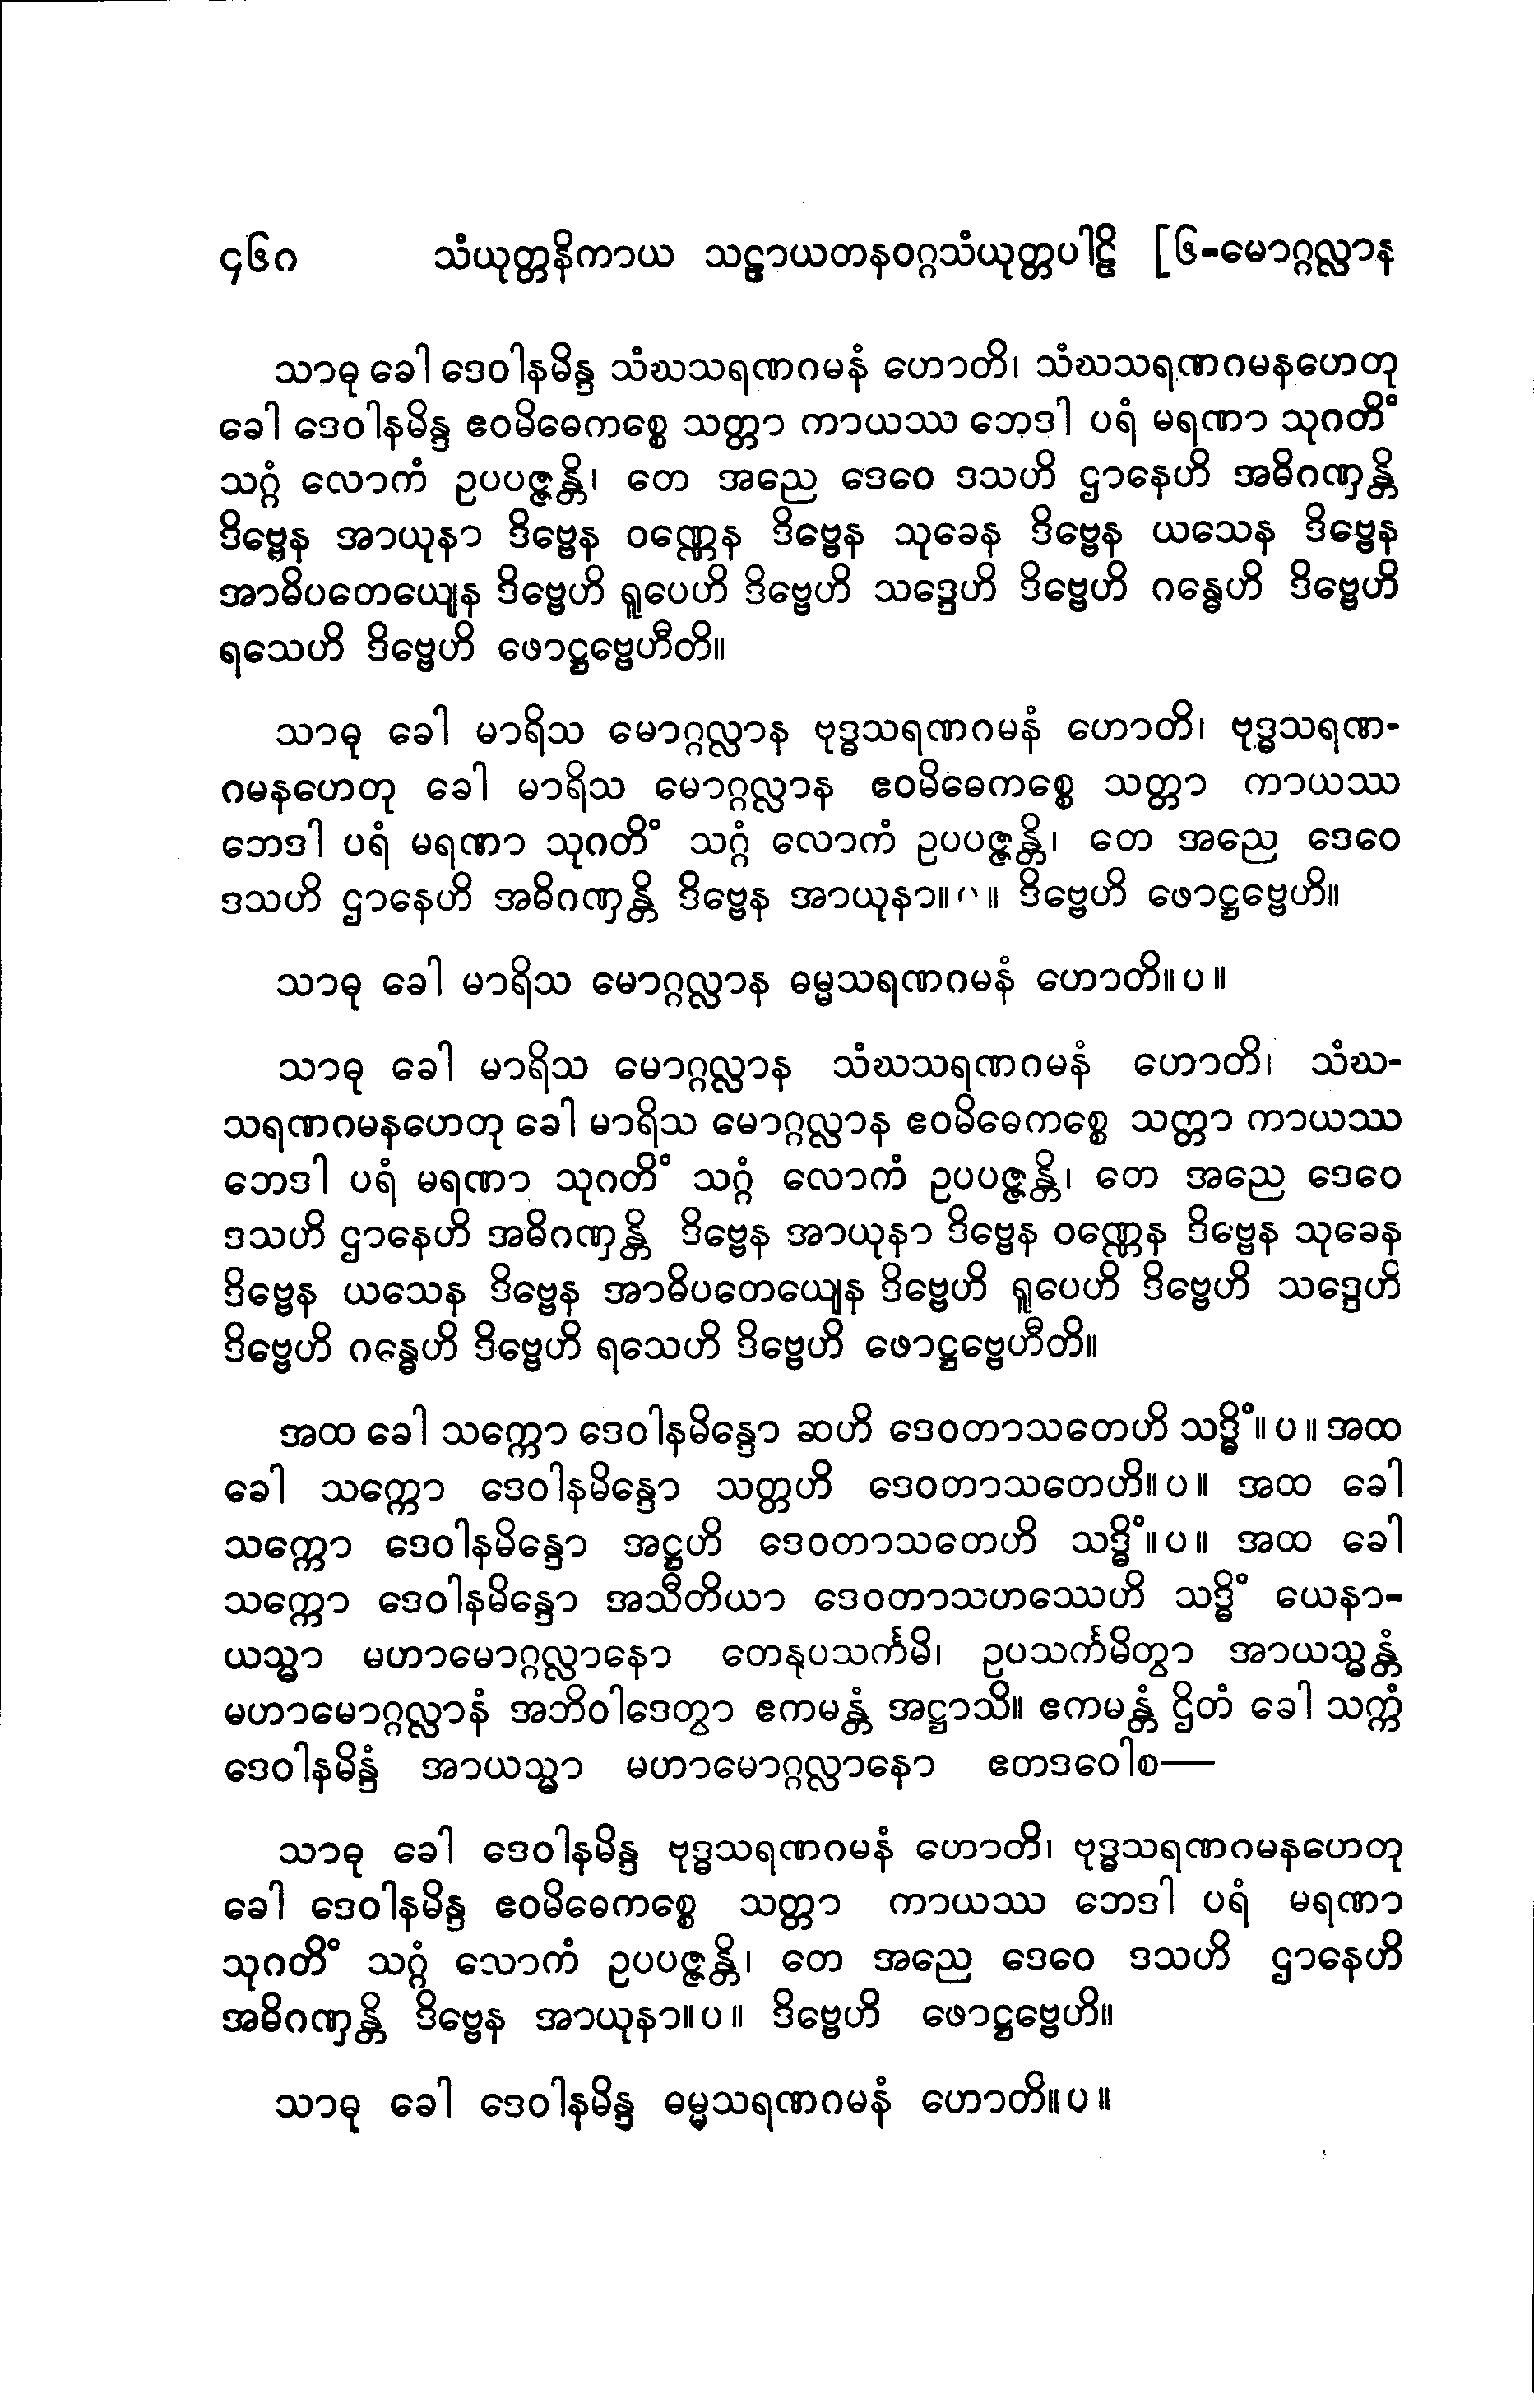 ၄၆၈ သံယုတ္တနိကာယ သဠာယတနဝဂ္ဂသံယုတ္တပါဠိ [၆-မောဂ္ဂလ္လာန
သာဓု ခေါ ဒေဝါနမိန္ဒ သံဃသရဏဂမနံ ဟောတိ၊ သံဃသရဏဂမနဟေတု
ခေါ ဒေဝါနမိန္ဒ ဧဝမိဓေကစ္စေ သတ္တာ ကာယဿ ဘေဒါ ပရံ မရဏာ သုဂတိံ
သဂ္ဂံ လောကံ ဥပပဇ္ဇန္တိ၊ တေ အညေ ဒေဝေ ဒသဟိ ဌာနေဟိ အဓိဂဏှန္တိ
ဒိဗ္ဗေန အာယုနာ ဒိဗ္ဗေန ဝဏ္ဏေန ဒိဗ္ဗေန သုခေန ဒိဗ္ဗေန ယသေန ဒိဗ္ဗေန
အာဓိပတေယျေန ဒိဗ္ဗေဟိ ရူပေဟိ ဒိဗ္ဗေဟိ သဒ္ဒေဟိ ဒိဗ္ဗေဟိ ဂန္ဓေဟိ ဒိဗ္ဗေဟိ
ရသေဟိ ဒိဗ္ဗေဟိ ဖောဋ္ဌဗ္ဗေဟီတိ။
သာဓု ခေါ မာရိသ မောဂ္ဂလ္လာန ဗုဒ္ဓသရဏဂမနံ ဟောတိ၊ ဗုဒ္ဓသရဏ-
ဂမနဟေတု ခေါ မာရိသ မောဂ္ဂလ္လာန ဧဝမိဓေကစ္စေ သတ္တာ ကာယဿ
ဘေဒါ ပရံ မရဏာ သုဂတိံ သဂ္ဂံ လောကံ ဥပပဇ္ဇန္တိ၊ တေ အညေ ဒေဝေ
ဒသဟိ ဌာနေဟိ အဓိဂဏှန္တိ ဒိဗ္ဗေန အာယုနာ။ပ။ ဒိဗ္ဗေဟိ ဖောဋ္ဌဗ္ဗေဟိ။
သာဓု ခေါ မာရိသ မောဂ္ဂလ္လာန ဓမ္မသရဏဂမနံ ဟောတိ။ပ။
သာဓု ခေါ မာရိသ မောဂ္ဂလ္လာန သံဃသရဏဂမနံ ဟောတိ၊ သံဃ-
သရဏဂမနဟေတု ခေါ မာရိသ မောဂ္ဂလ္လာန ဧဝမိဓေကစ္စေ သတ္တာ ကာယဿ
ဘေဒါ ပရံ မရဏာ သုဂတိံ သဂ္ဂံ လောကံ ဥပပဇ္ဇန္တိ၊ တေ အညေ ဒေဝေ
ဒသဟိ ဌာနေဟိ အဓိဂဏှန္တိ ဒိဗ္ဗေန အာယုနာ ဒိဗ္ဗေန ဝဏ္ဏေန ဒိဗ္ဗေန သုခေန
ဒိဗ္ဗေန ယသေန ဒိဗ္ဗေန အာဓိပတေယျေန ဒိဗ္ဗေဟိ ရူပေဟိ ဒိဗ္ဗေဟိ သဒ္ဒေဟိ
ဒိဗ္ဗေဟိ ဂန္ဓေဟိ ဒိဗ္ဗေဟိ ရသေဟိ ဒိဗ္ဗေဟိ ဖောဋ္ဌဗ္ဗေဟီတိ။
အထ ခေါ သက္ကော ဒေဝါနမိန္ဒော ဆဟိ ဒေဝတာသတေဟိ သဒ္ဓိံ။ပ။အထ
ခေါ သက္ကော ဒေဝါနမိန္ဒော သတ္တဟိ ဒေဝတာသတေဟိ။ပ။ အထ ခေါ
သက္ကော ဒေဝါနမိန္ဒော အဋ္ဌဟိ ဒေဝတာသတေဟိ သဒ္ဓိံ။ပ။ အထ ခေါ
သက္ကော ဒေဝါနမိန္ဒော အသီတိယာ ဒေဝတာသဟဿေဟိ သဒ္ဓိံ ယေနာ-
ယသ္မာ မဟာမောဂ္ဂလ္လာနော တေနုပသင်္ကမိ၊ ဥပသင်္ကမိတွာ အာယသ္မန္တံ
မဟာမောဂ္ဂလ္လာနံ အဘိဝါဒေတွာ ဧကမန္တံ အဋ္ဌာသိ။ ဧကမန္တံ ဌိတံ ခေါ သက္ကံ
ဒေဝါနမိန္ဒံ အာယသ္မာ မဟာမောဂ္ဂလ္လာနော ဧတဒဝေါစ—
သာဓု ခေါ ဒေဝါနမိန္ဒ ဗုဒ္ဓသရဏဂမနံ ဟောတိ၊ ဗုဒ္ဓသရဏဂမနဟေတု
ခေါ ဒေဝါနမိန္ဒ ဧဝမိဓေကစ္စေ သတ္တာ ကာယဿ ဘေဒါ ပရံ မရဏာ
သုဂတိံ သဂ္ဂံ လောကံ ဥပပဇ္ဇန္တိ၊ တေ အညေ ဒေဝေ ဒသဟိ ဌာနေဟိ
အဓိဂဏှန္တိ ဒိဗ္ဗေန အာယုနာ။ပ။ ဒိဗ္ဗေဟိ ဖောဋ္ဌဗ္ဗေဟိ။
သာဓု ခေါ ဒေဝါနမိန္ဒ ဓမ္မသရဏဂမနံ ဟောတိ။ပ။